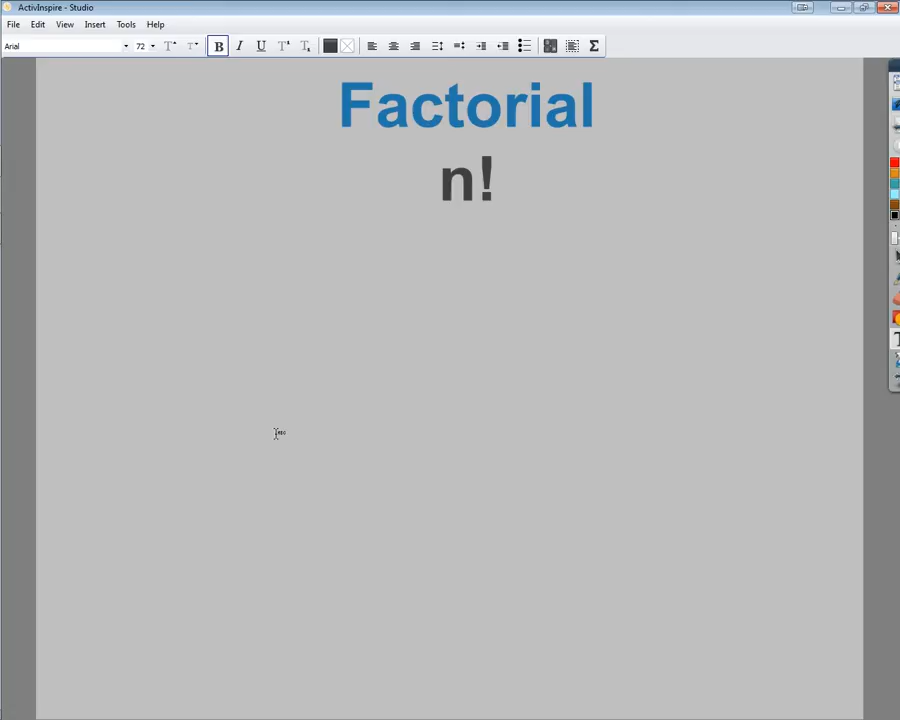 ActivInspire - Studio
File Edit View Insert Tools Help
Arial 72 B I U Σ
Factorial
n!